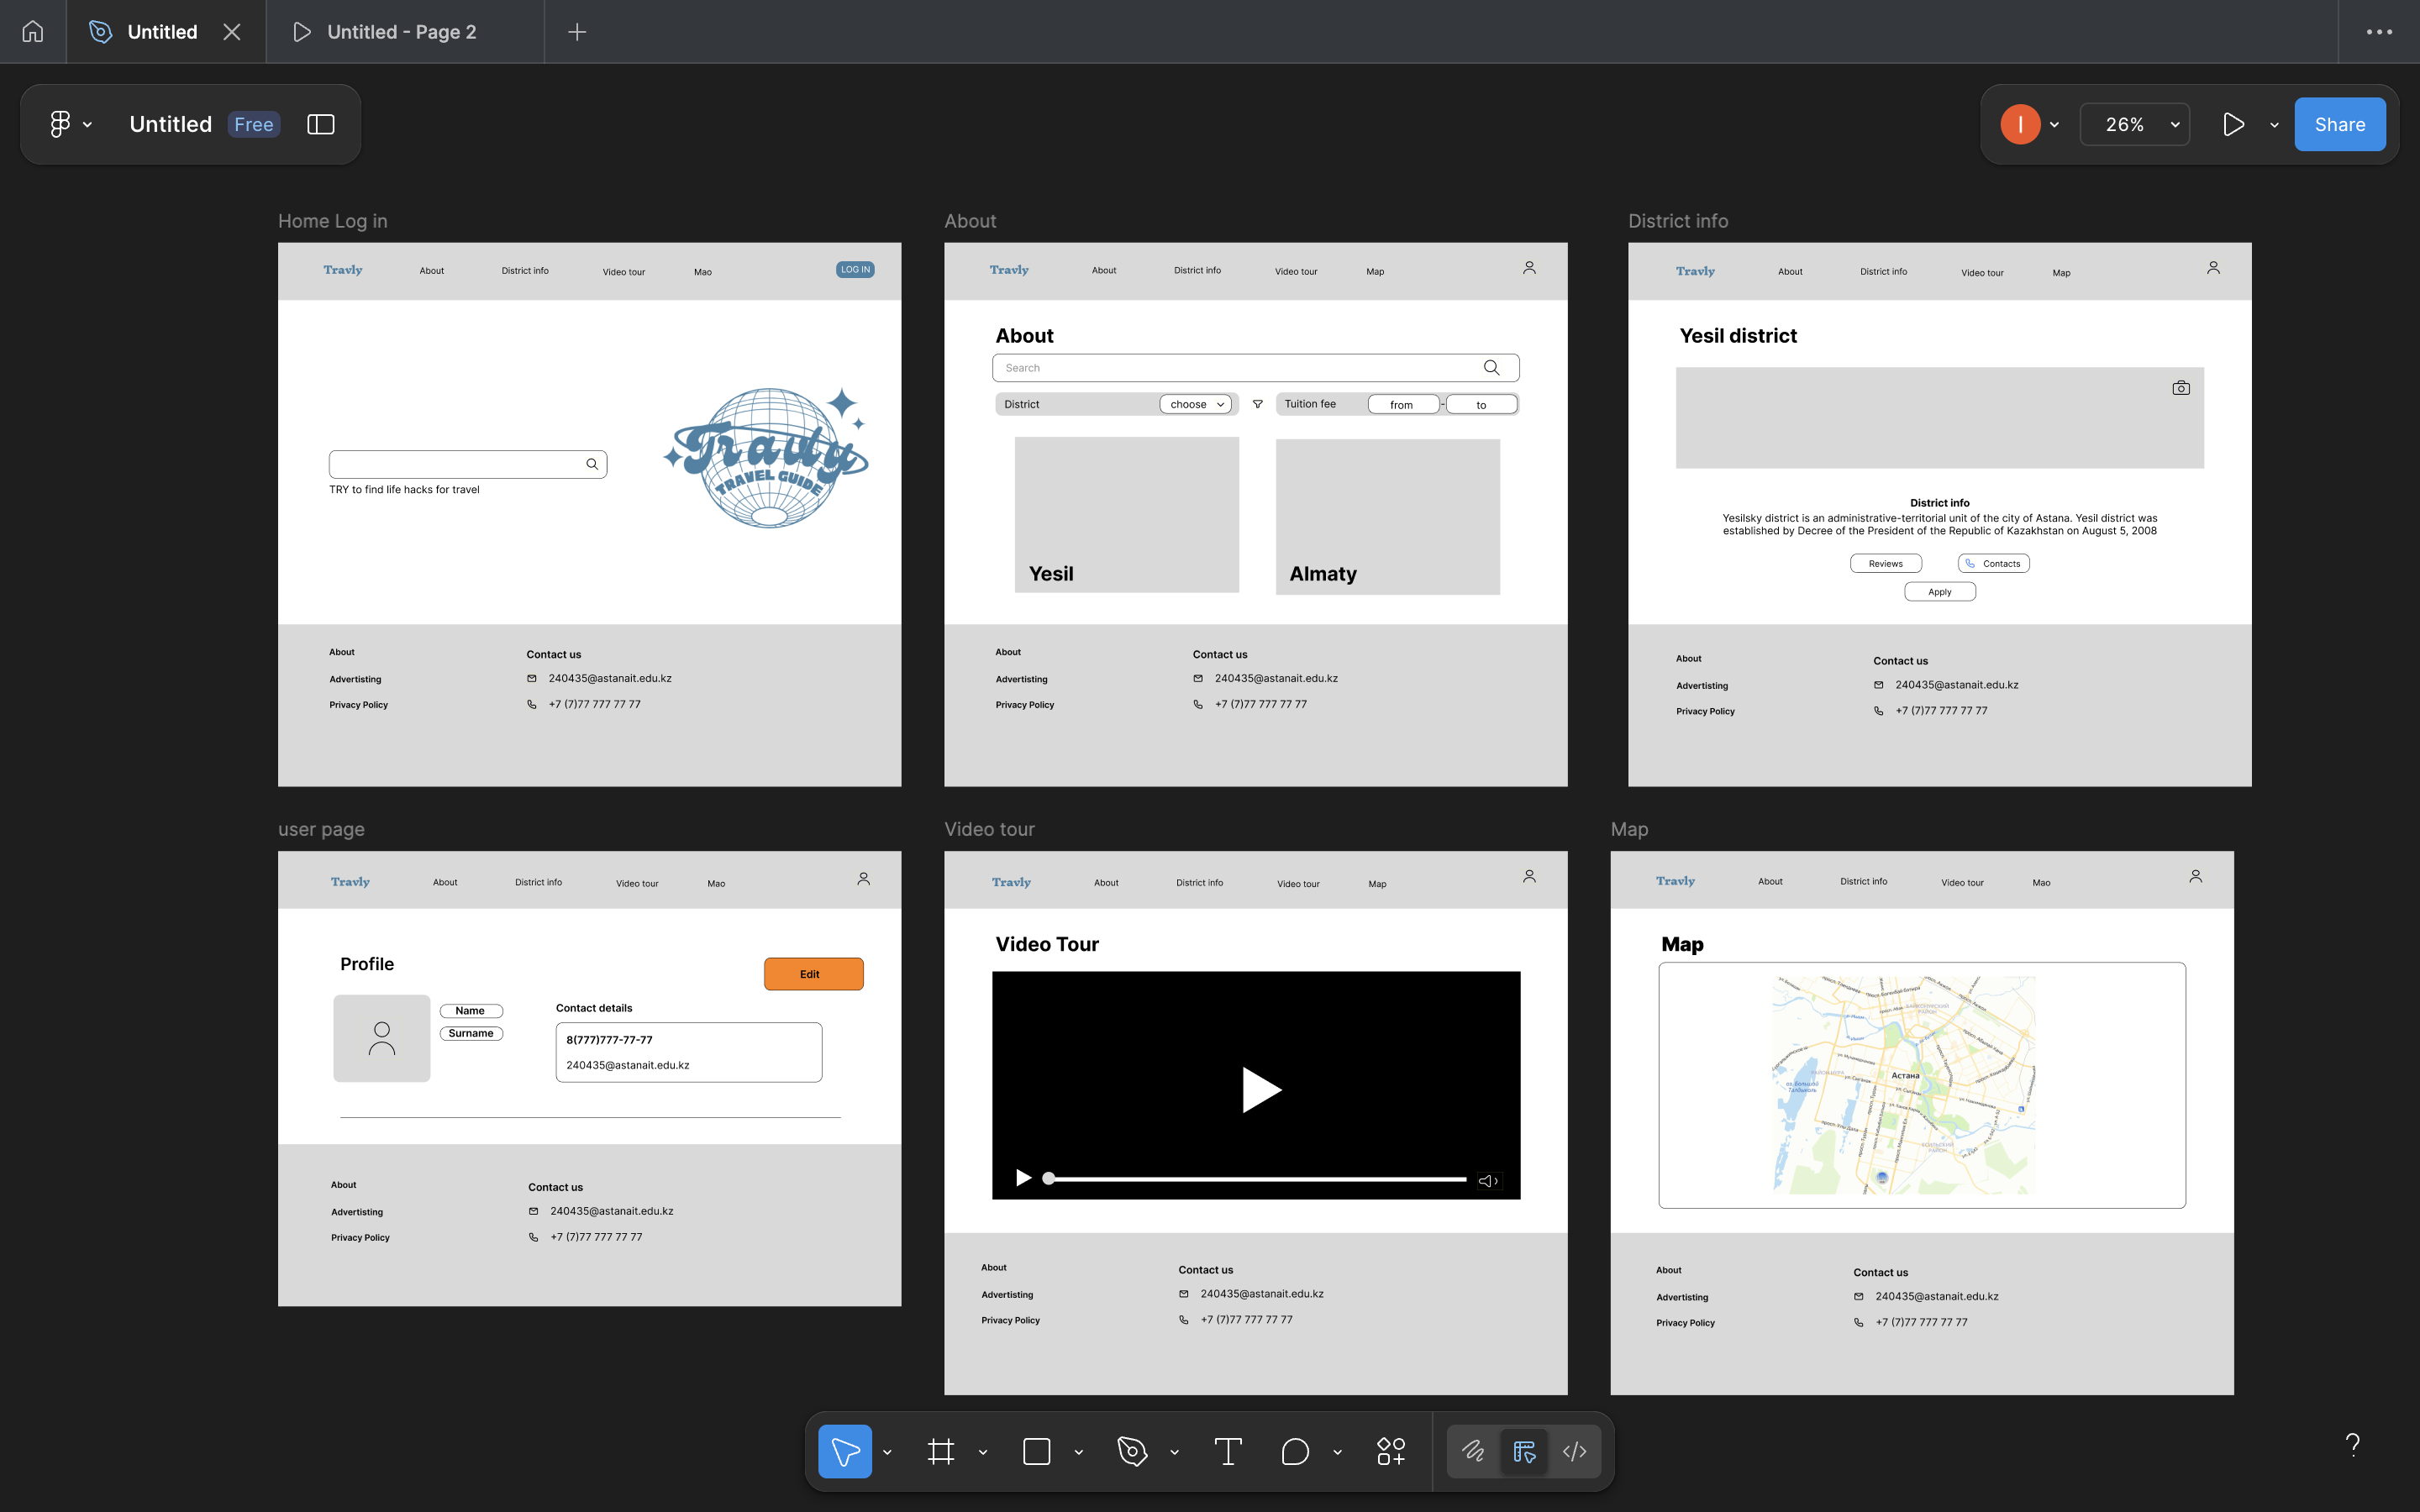 Untitled
Untitled - Page 2
Untitled Free
I
26%
Share
Home Log in
Travly About District info Video tour Mao LOG IN
TRY to find life hacks for travel
Travly
TRAVEL GUIDE
About
Advertisting
Privacy Policy
Contact us
240435@astanait.edu.kz
+7 (7)77 777 77 77
About
Travly About District info Video tour Map
About
Search
District choose
Tuition fee from - to
Yesil
Almaty
About
Advertisting
Privacy Policy
Contact us
240435@astanait.edu.kz
+7 (7)77 777 77 77
District info
Travly About District info Video tour Map
Yesil district
District info
Yesilsky district is an administrative-territorial unit of the city of Astana. Yesil district was
established by Decree of the President of the Republic of Kazakhstan on August 5, 2008
Reviews
Contacts
Apply
About
Advertisting
Privacy Policy
Contact us
240435@astanait.edu.kz
+7 (7)77 777 77 77
user page
Travly About District info Video tour Mao
Profile
Edit
Name
Surname
Contact details
8(777)777-77-77
240435@astanait.edu.kz
About
Advertisting
Privacy Policy
Contact us
240435@astanait.edu.kz
+7 (7)77 777 77 77
Video tour
Travly About District info Video tour Map
Video Tour
About
Advertisting
Privacy Policy
Contact us
240435@astanait.edu.kz
+7 (7)77 777 77 77
Map
Travly About District info Video tour Mao
Map
Астана
About
Advertisting
Privacy Policy
Contact us
240435@astanait.edu.kz
+7 (7)77 777 77 77